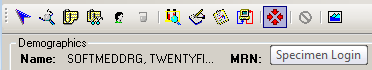 Demographics
Name: SOFTMEDDRG, TWENTYFI... MRN:
Specimen Login